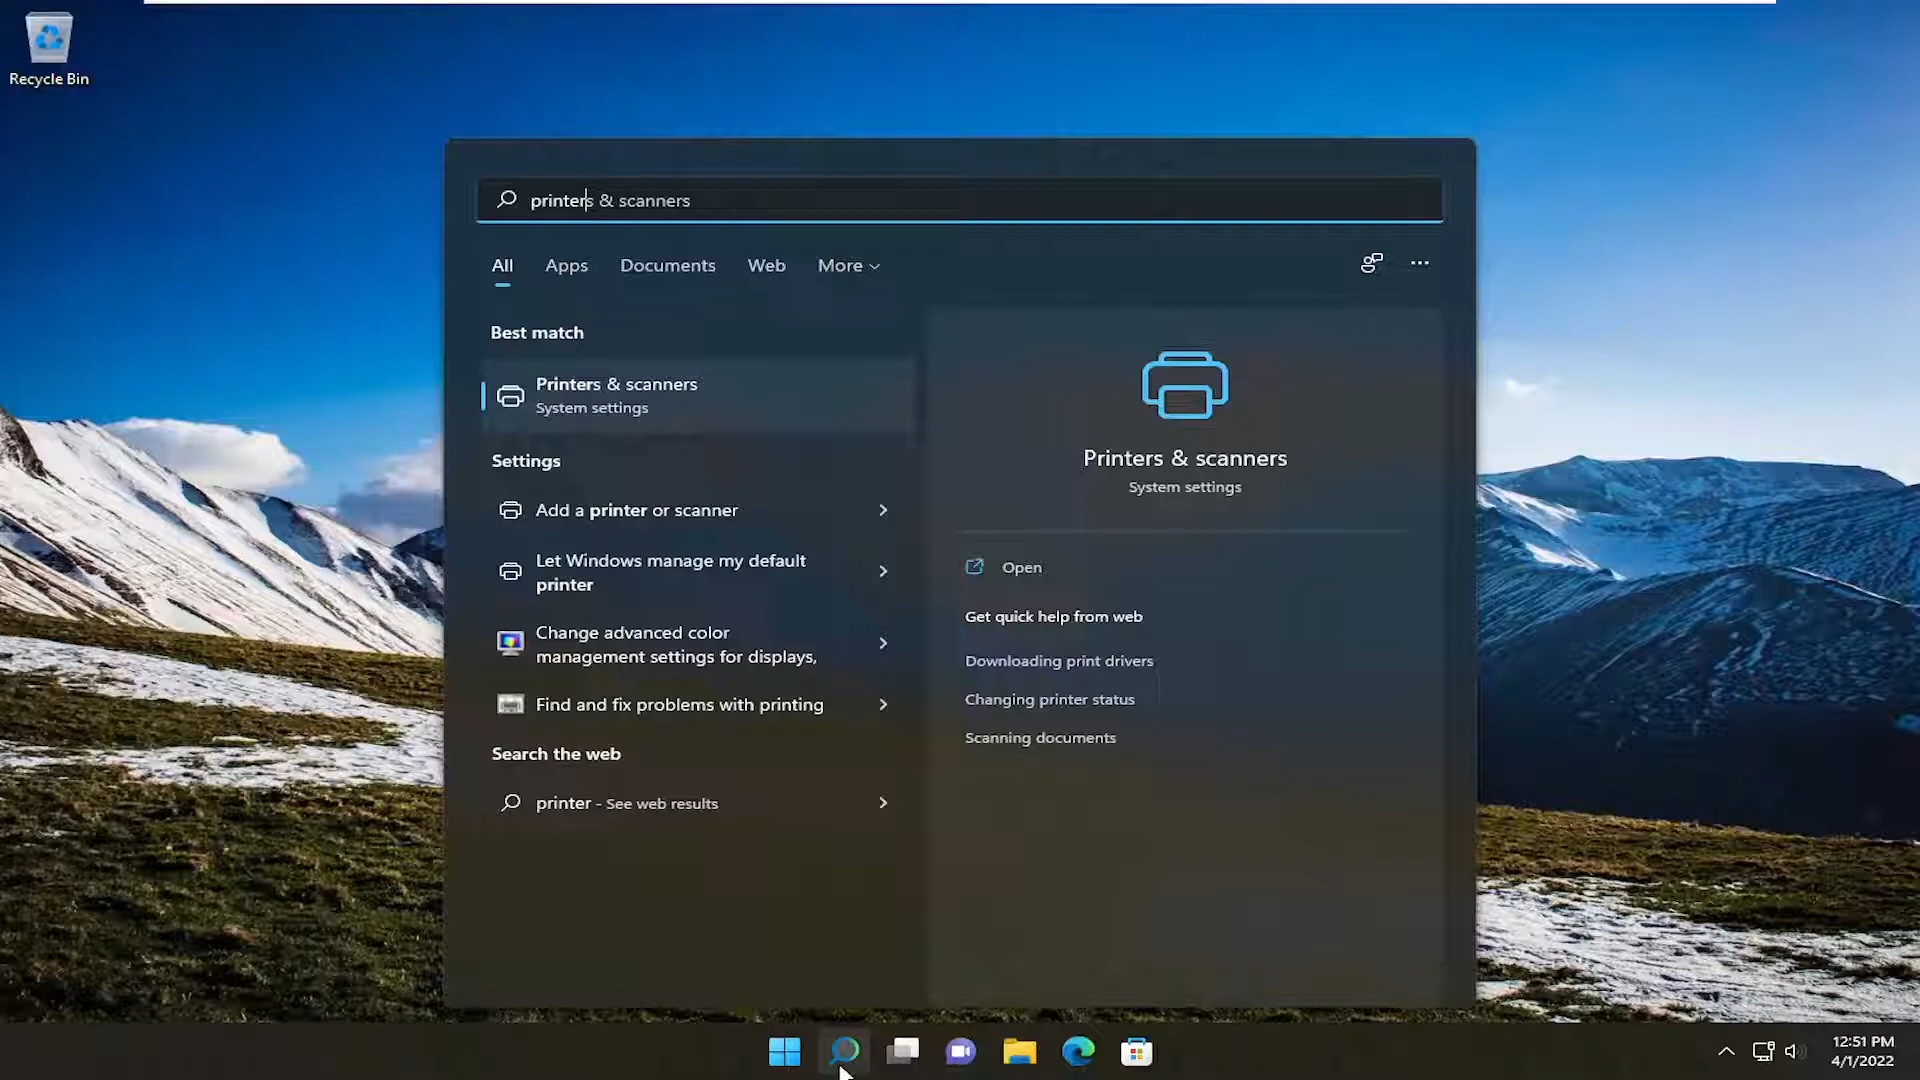 Recycle Bin
printers & scanners
All Apps Documents Web More
Best match
Printers & scanners
System settings
Settings
Add a printer or scanner
Let Windows manage my default
printer
Change advanced color
management settings for displays,
Find and fix problems with printing
Search the web
printer - See web results
Printers & scanners
System settings
Open
Get quick help from web
Downloading print drivers
Changing printer status
Scanning documents
12:51 PM
4/1/2022